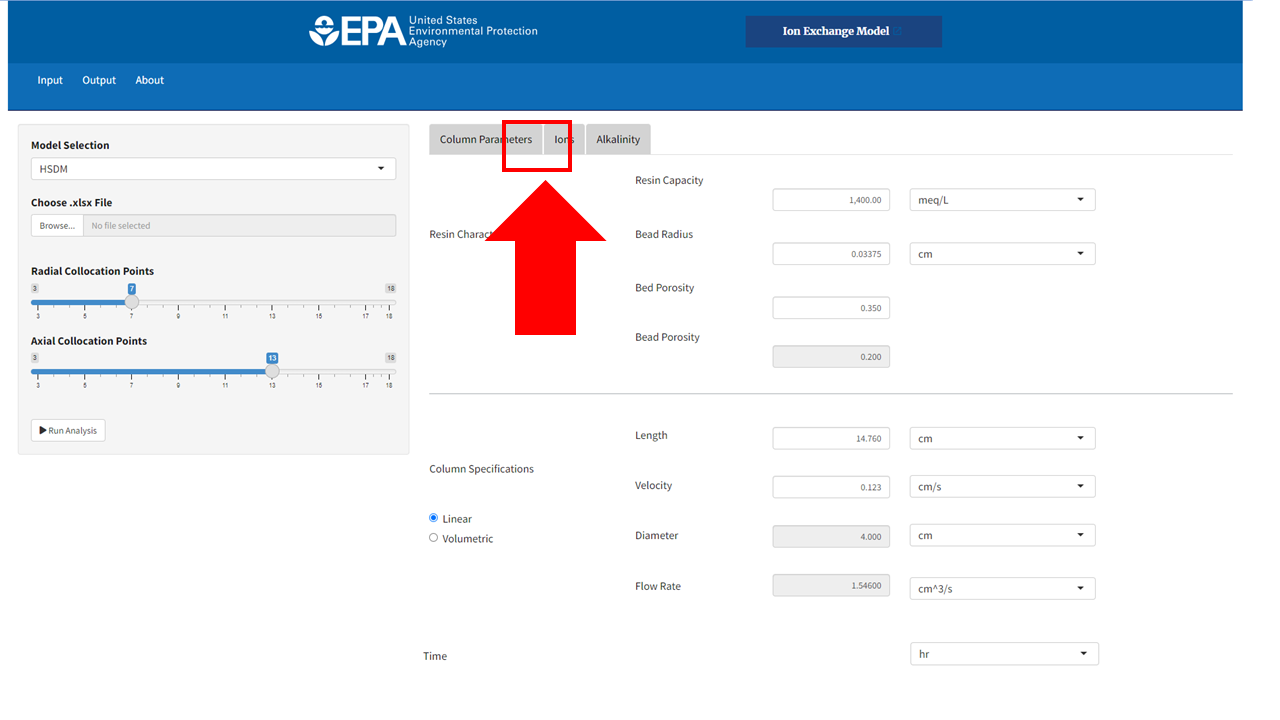 EPA United States
Environmental Protection
Agency
Ion Exchange Model
Input Output About
Model Selection
HSDM
Choose .xlsx File
Browse... No file selected
Radial Collocation Points
3 7 18
3 5 7 9 11 13 15 17 18
Axial Collocation Points
3 13 18
3 5 7 9 11 13 15 17 18
Run Analysis
Column Parameters Ions Alkalinity
Resin Capacity
1,400.00 meq/L
Resin Charac
Bead Radius
0.03375 cm
Bed Porosity
0.350
Bead Porosity
0.200
Length
14.760 cm
Column Specifications
Velocity
0.123 cm/s
Linear
Volumetric
Diameter
4.000 cm
Flow Rate
1.54600 cm^3/s
Time
hr